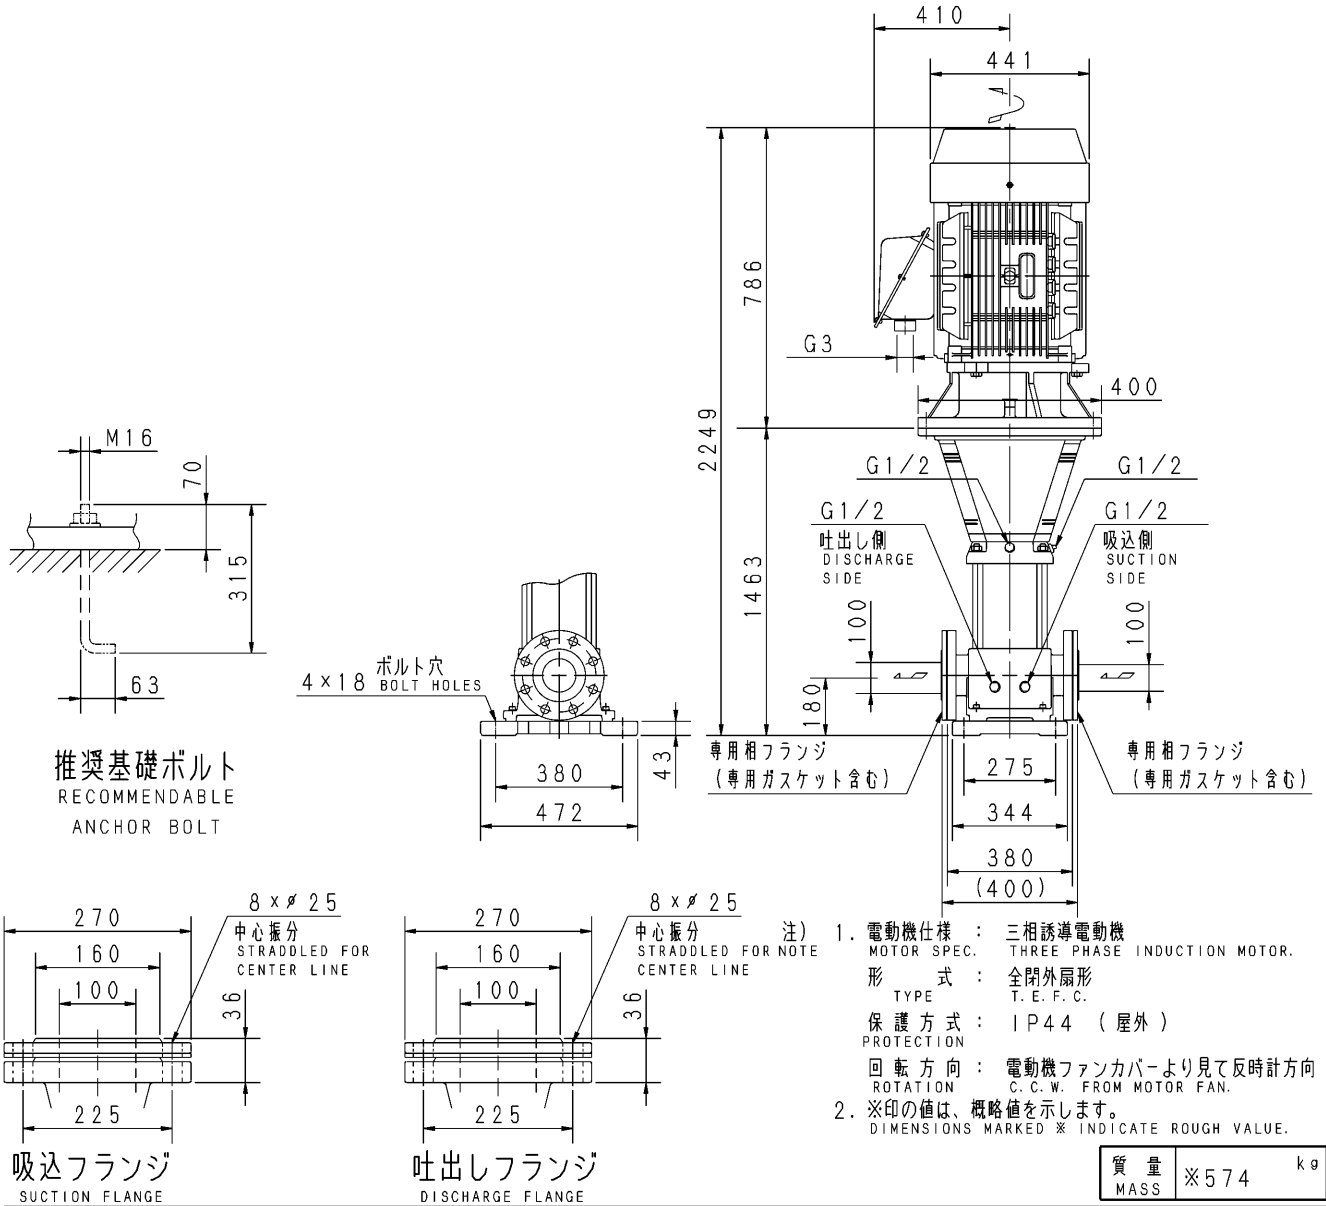 410
441
786
2249
G3
400
1463
G1/2
G1/2
G1/2
吐出し側
DISCHARGE
SIDE
G1/2
吸込側
SUCTION
SIDE
100
100
180
専用相フランジ
(専用ガスケット含む)
専用相フランジ
(専用ガスケット含む)
275
344
380
(400)
M16
70
315
63
推奨基礎ボルト
RECOMMENDABLE
ANCHOR BOLT
ボルト穴
4×18 BOLT HOLES
43
380
472
8×φ25
中心振分
STRADDLED FOR
CENTER LINE
270
160
100
36
225
吸込フランジ
SUCTION FLANGE
8×φ25
中心振分
STRADDLED FOR
CENTER LINE
270
160
100
36
225
吐出しフランジ
DISCHARGE FLANGE
注)
NOTE
1. 電動機仕様 : 三相誘導電動機
MOTOR SPEC. THREE PHASE INDUCTION MOTOR.
形 式 : 全閉外扇形
TYPE T.E.F.C.
保護方式 : IP44 (屋外)
PROTECTION
回転方向 : 電動機ファンカバーより見て反時計方向
ROTATION C.C.W. FROM MOTOR FAN.
2. ※印の値は、概略値を示します。
DIMENSIONS MARKED ※ INDICATE ROUGH VALUE.
質量 ※574 kg
MASS